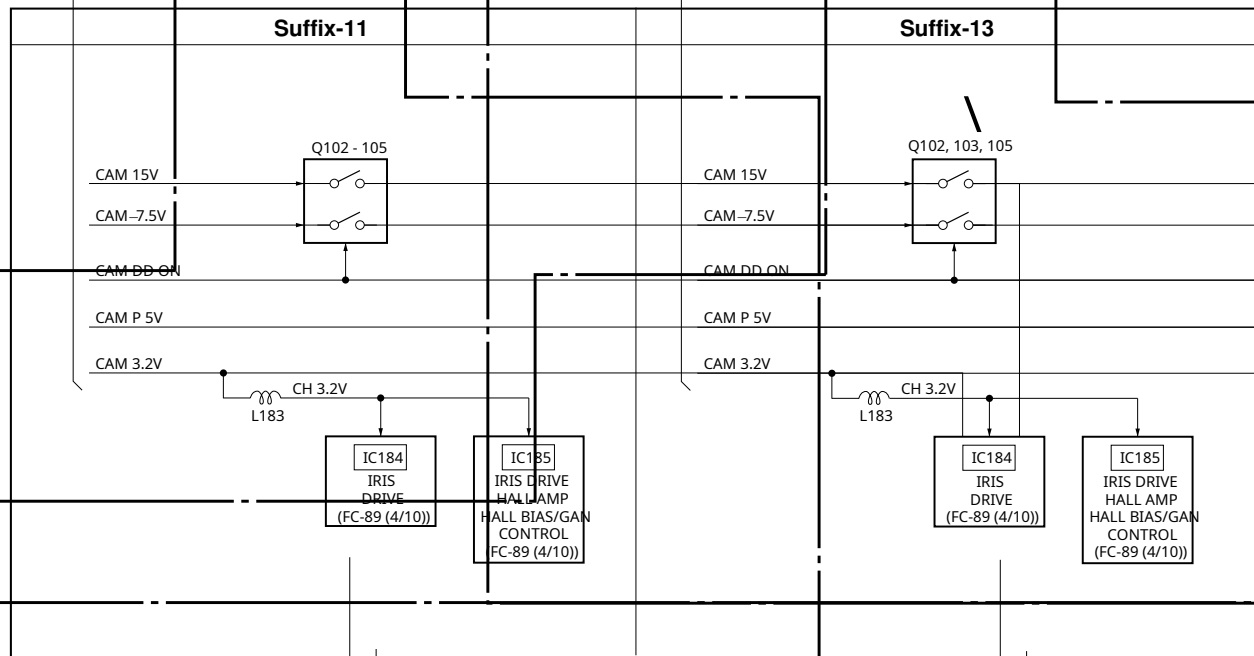 Suffix-11
Suffix-13
Q102 - 105
Q102, 103, 105
CAM 15V
CAM–7.5V
CAM DD ON
CAM P 5V
CAM 3.2V
CH 3.2V
L183
IC184
IRIS
DRIVE
(FC-89 (4/10))
IC185
IRIS DRIVE
HALL AMP
HALL BIAS/GAN
CONTROL
(FC-89 (4/10))
CAM 15V
CAM–7.5V
CAM DD ON
CAM P 5V
CAM 3.2V
CH 3.2V
L183
IC184
IRIS
DRIVE
(FC-89 (4/10))
IC185
IRIS DRIVE
HALL AMP
HALL BIAS/GAN
CONTROL
(FC-89 (4/10))